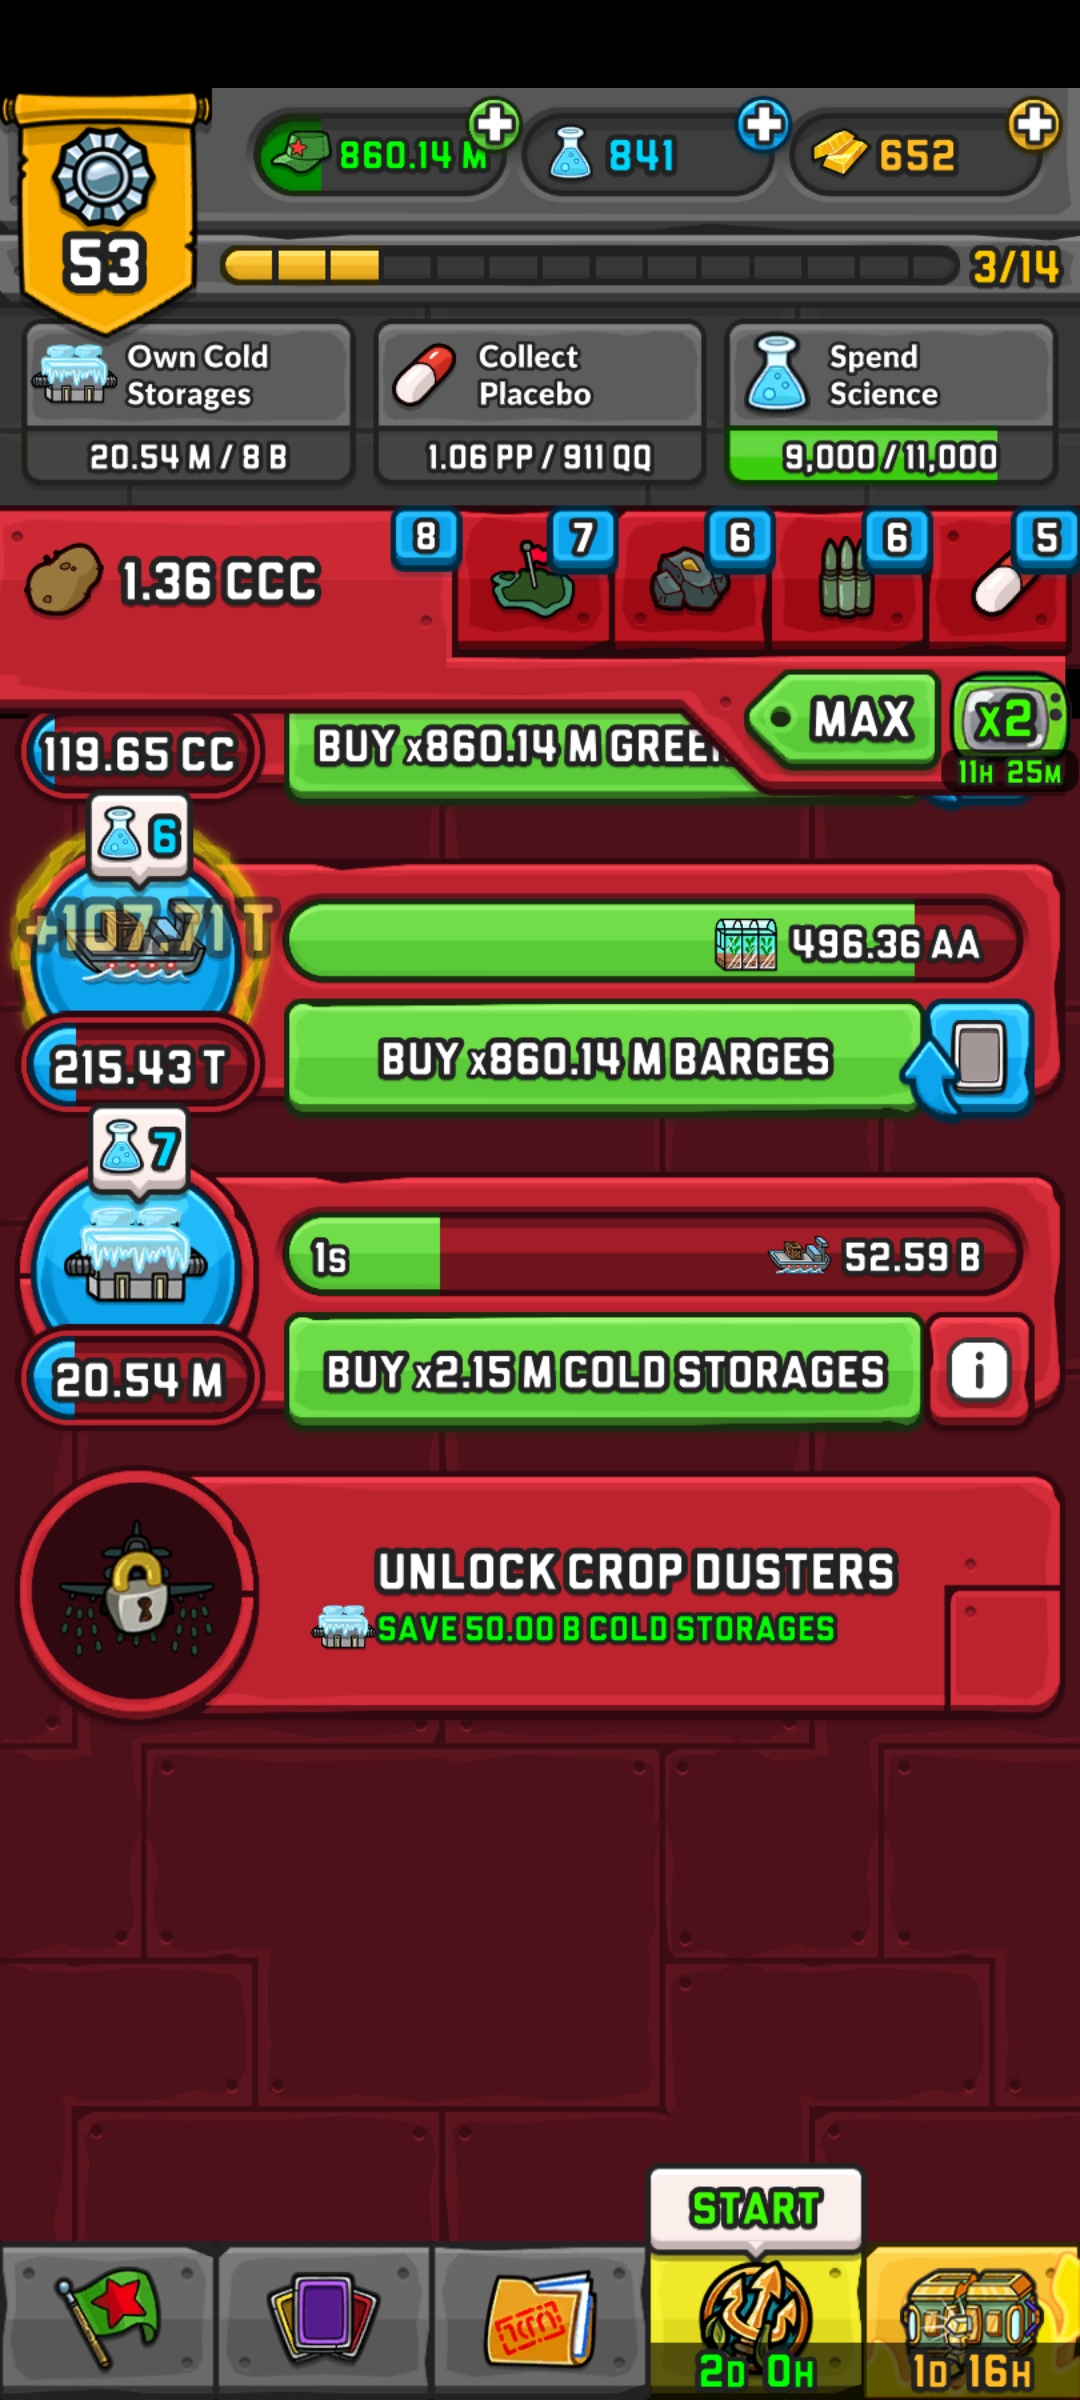 860.14 M
841
652
53
3/14
Own Cold
Storages
Collect
Placebo
Spend
Science
20.54 M / 8 B
1.06 PP / 911 QQ
9,000 / 11,000
1.36 CCC
8
7
6
6
5
MAX
x2
11H 25M
119.65 CC
BUY x860.14 M GREE
6
+107.71 T
496.36 AA
215.43 T
BUY x860.14 M BARGES
7
1s
52.59 B
20.54 M
BUY x2.15 M COLD STORAGES
i
UNLOCK CROP DUSTERS
SAVE 50.00 B COLD STORAGES
START
2D 0H
1D 16H